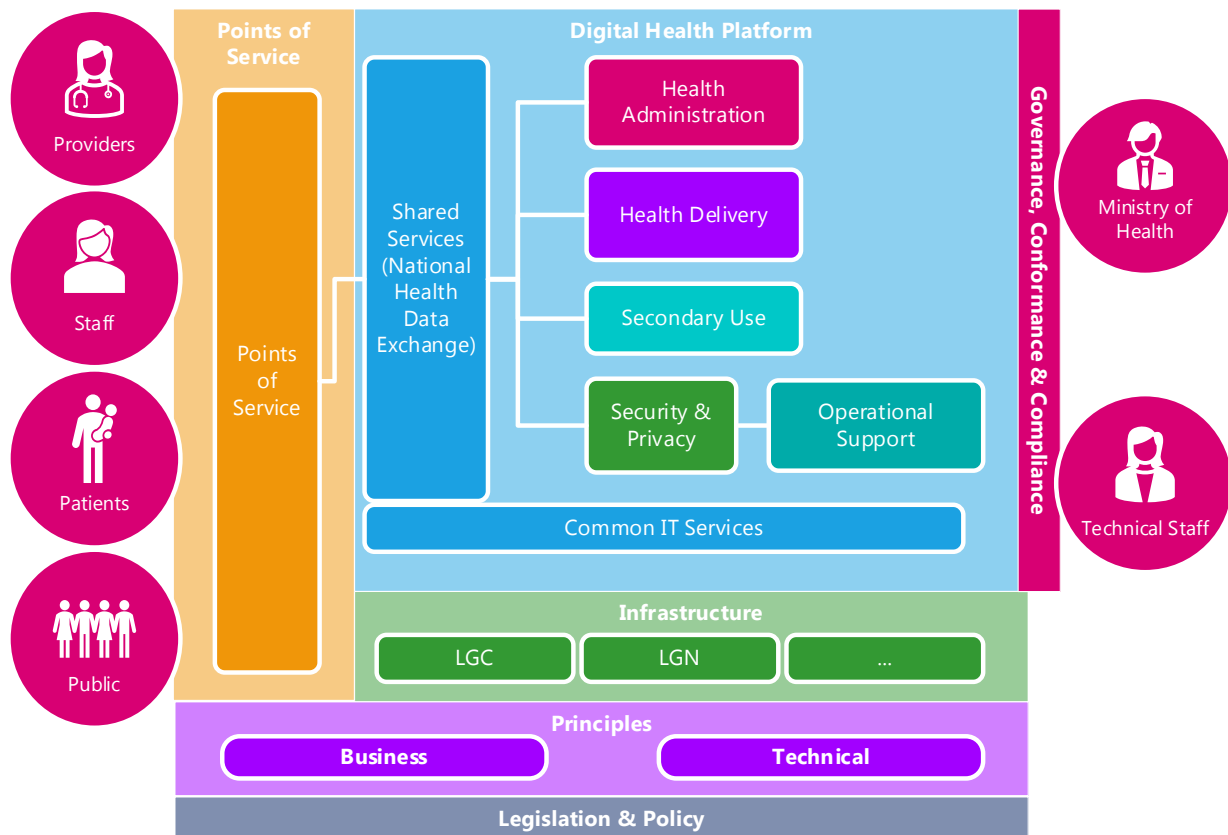 Points of
Service
Digital Health Platform
Governance, Conformance & Compliance
Providers
Staff
Patients
Public
Points
of
Service
Shared
Services
(National
Health
Data
Exchange)
Health
Administration
Health Delivery
Secondary Use
Security &
Privacy
Operational
Support
Common IT Services
Ministry of
Health
Technical Staff
Infrastructure
LGC
LGN
...
Principles
Business
Technical
Legislation & Policy